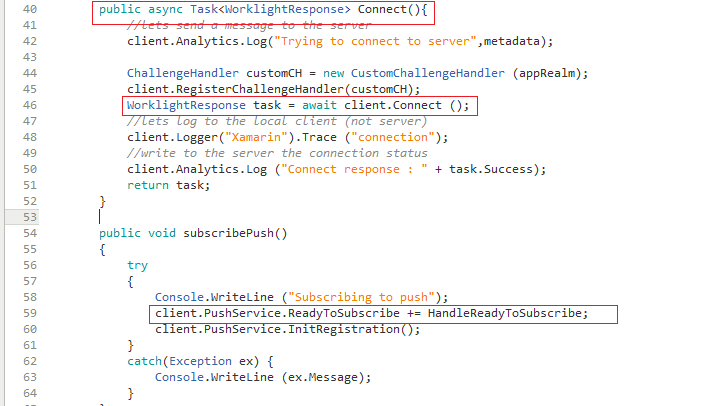 40 public async Task<WorklightResponse> Connect(){
41 //lets send a message to the server
42 client.Analytics.Log("Trying to connect to server",metadata);
43
44 ChallengeHandler customCH = new CustomChallengeHandler (appRealm);
45 client.RegisterChallengeHandler(customCH);
46 WorklightResponse task = await client.Connect ();
47 //lets log to the local client (not server)
48 client.Logger("Xamarin").Trace ("connection");
49 //write to the server the connection status
50 client.Analytics.Log ("Connect response : " + task.Success);
51 return task;
52 }
53
54 public void subscribePush()
55 {
56 try
57 {
58 Console.WriteLine ("Subscribing to push");
59 client.PushService.ReadyToSubscribe += HandleReadyToSubscribe;
60 client.PushService.InitRegistration();
61 }
62 catch(Exception ex) {
63 Console.WriteLine (ex.Message);
64 }